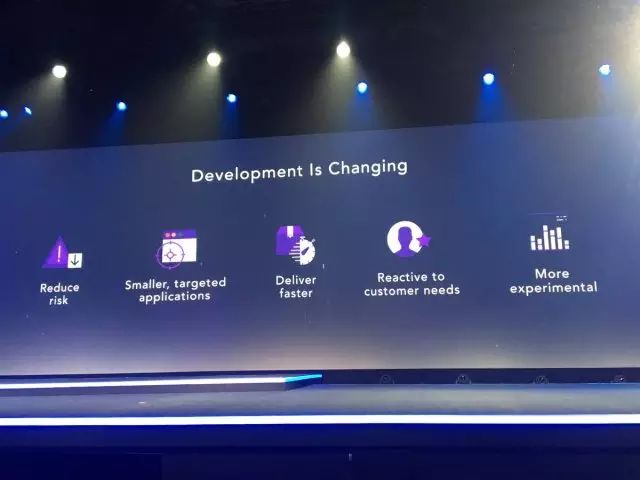 Development Is Changing
Reduce
risk
Smaller, targeted
applications
Deliver
faster
Reactive to
customer needs
More
experimental